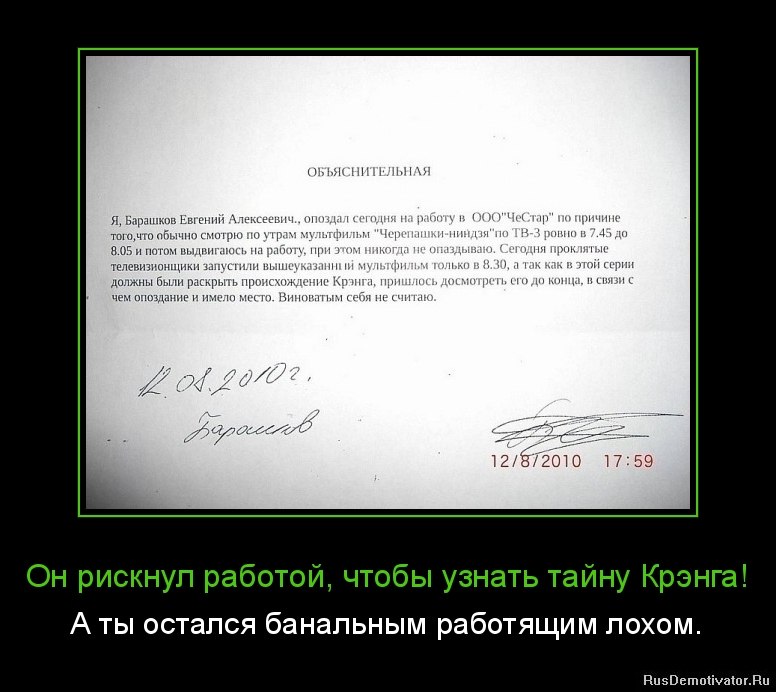 ОБЪЯСНИТЕЛЬНАЯ
Я, Барашков Евгений Алексеевич., опоздал сегодня на работу в ООО"ЧеСтар" по причине
того,что обычно смотрю по утрам мультфильм "Черепашки-ниндзя"по ТВ-3 ровно в 7.45 до
8.05 и потом выдвигаюсь на работу, при этом никогда не опаздываю. Сегодня проклятые
телевизионщики запустили вышеуказанный мультфильм только в 8.30, а так как в этой серии
должны были раскрыть происхождение Крэнга, пришлось досмотреть его до конца, в связи с
чем опоздание и имело место. Виноватым себя не считаю.
12.08.2010г.
Барашков
12/8/2010 17:59
Он рискнул работой, чтобы узнать тайну Крэнга!
А ты остался банальным работящим лохом.
RusDemotivator.Ru